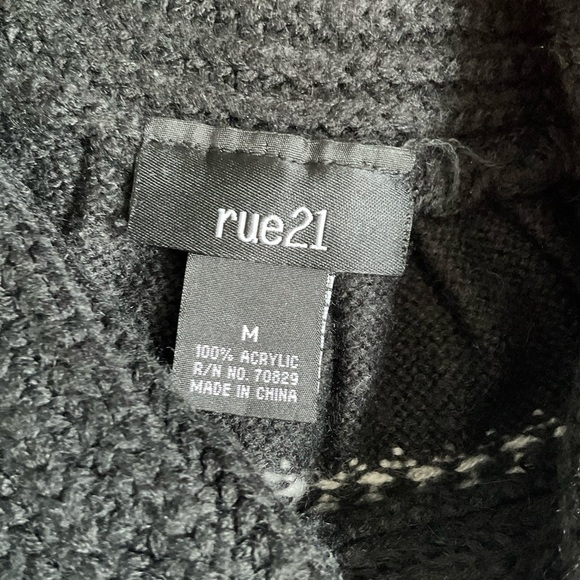 rue21
M
100% ACRYLIC
R/N NO. 70829
MADE IN CHINA